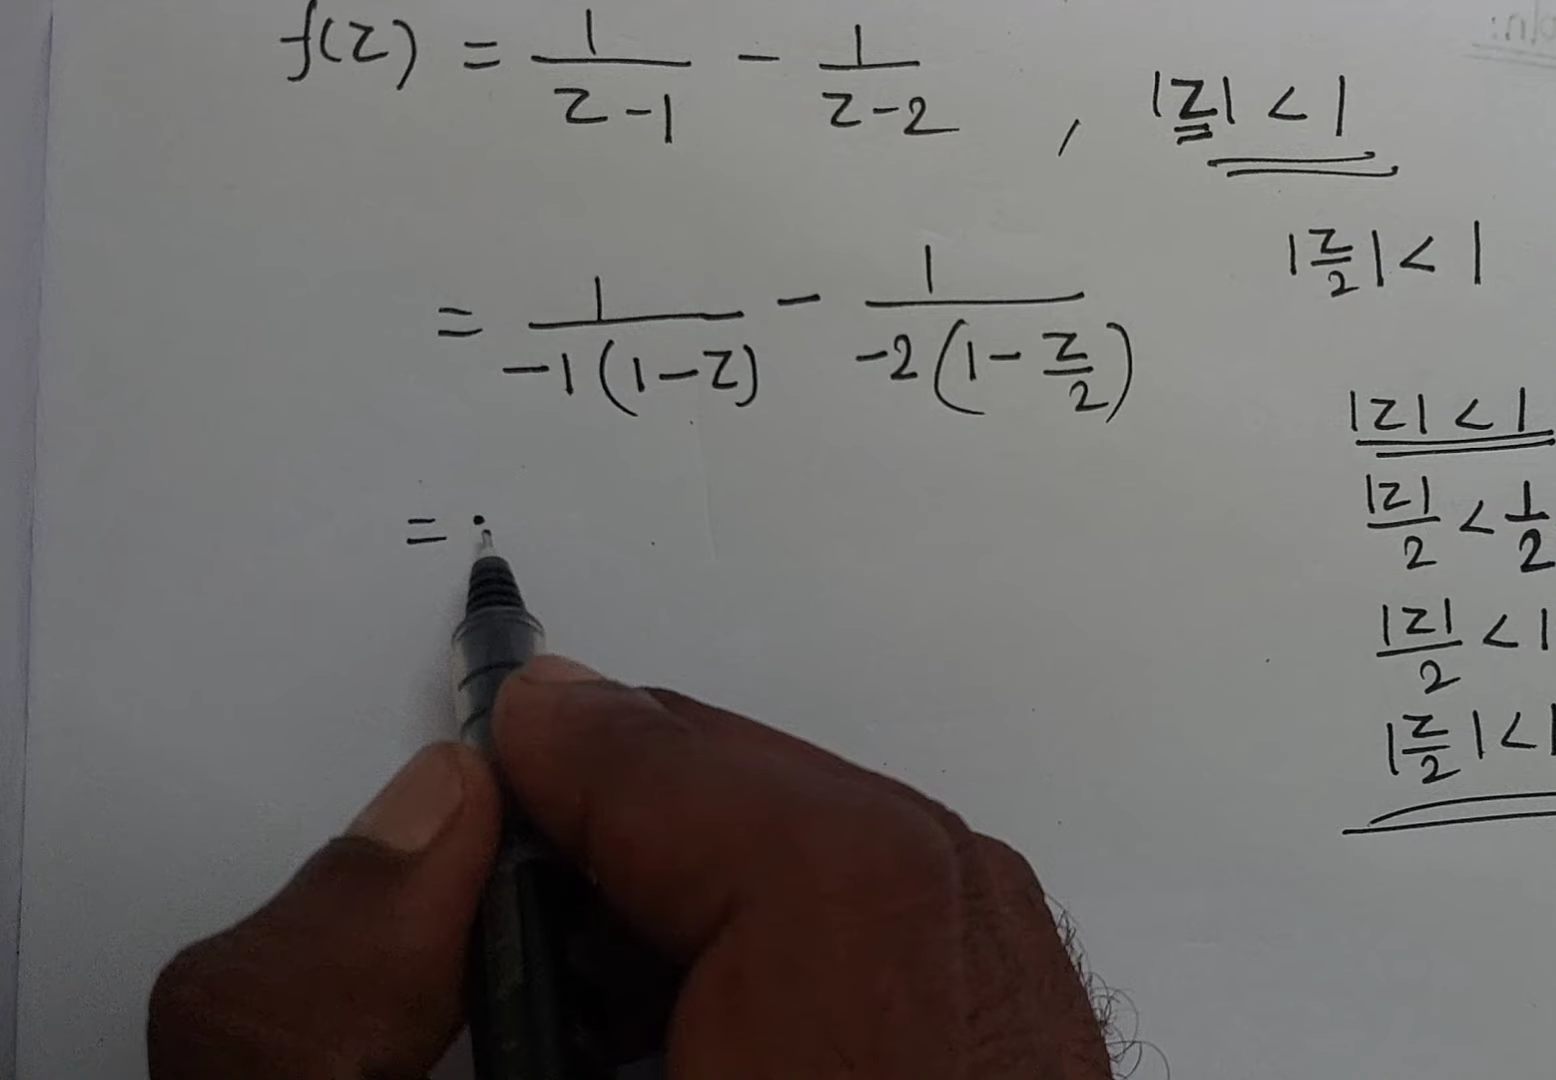 f(z) = 1/(z-1) - 1/(z-2) , |z| < 1
|z/2| < 1
= 1/(-1(1-z)) - 1/(-2(1-z/2))
|z| < 1
|z|/2 < 1/2
=
|z|/2 < 1
|z/2| < 1